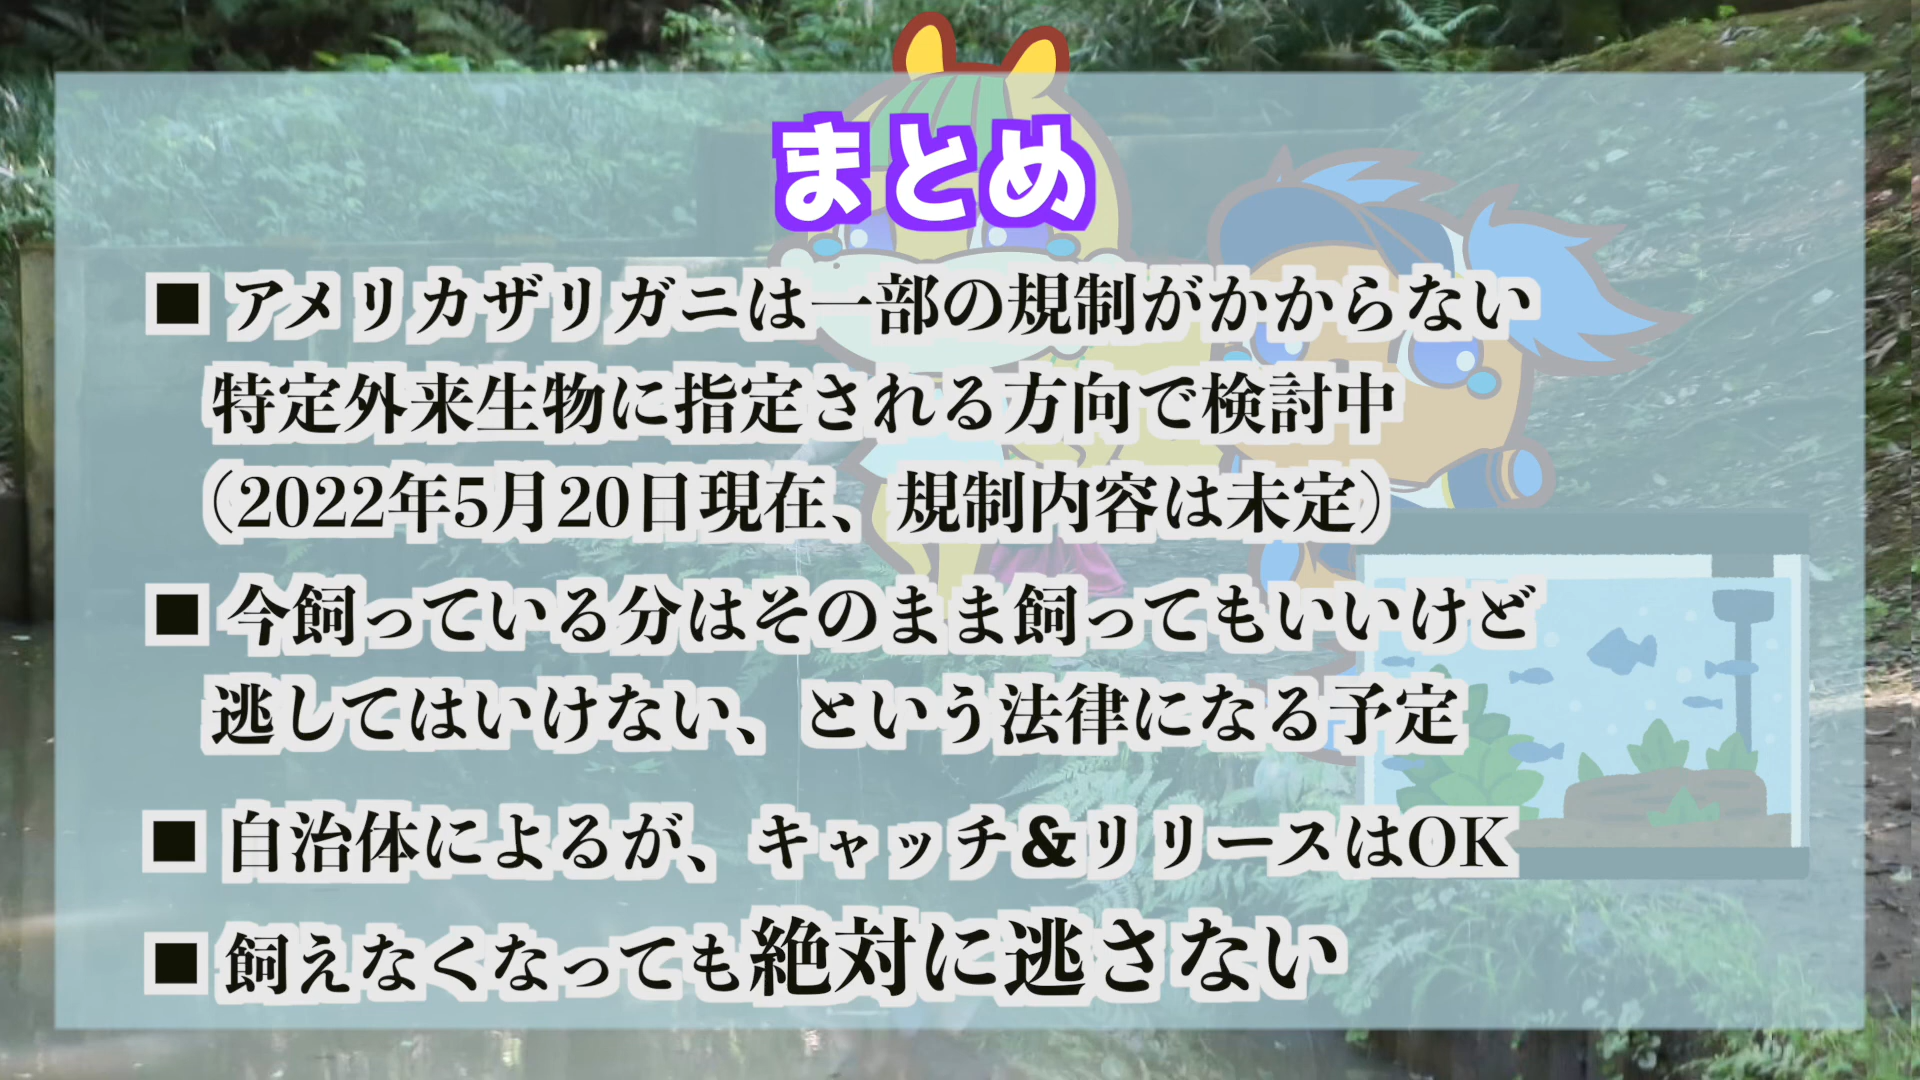 まとめ
■ アメリカザリガニは一部の規制がかからない
特定外来生物に指定される方向で検討中
（2022年5月20日現在、規制内容は未定）
■ 今飼っている分はそのまま飼ってもいいけど
逃してはいけない、という法律になる予定
■ 自治体によるが、キャッチ&リリースはOK
■ 飼えなくなっても絶対に逃さない